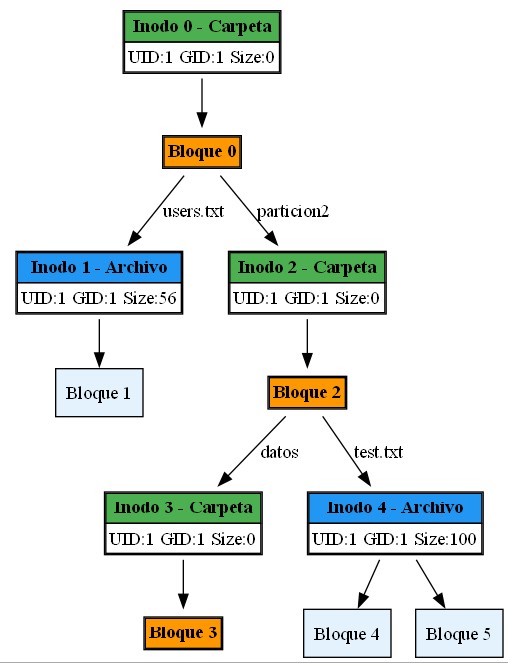 Inodo 0 - Carpeta
UID:1 GID:1 Size:0
Bloque 0
users.txt
particion2
Inodo 1 - Archivo
UID:1 GID:1 Size:56
Inodo 2 - Carpeta
UID:1 GID:1 Size:0
Bloque 1
Bloque 2
datos
test.txt
Inodo 3 - Carpeta
UID:1 GID:1 Size:0
Inodo 4 - Archivo
UID:1 GID:1 Size:100
Bloque 3
Bloque 4
Bloque 5